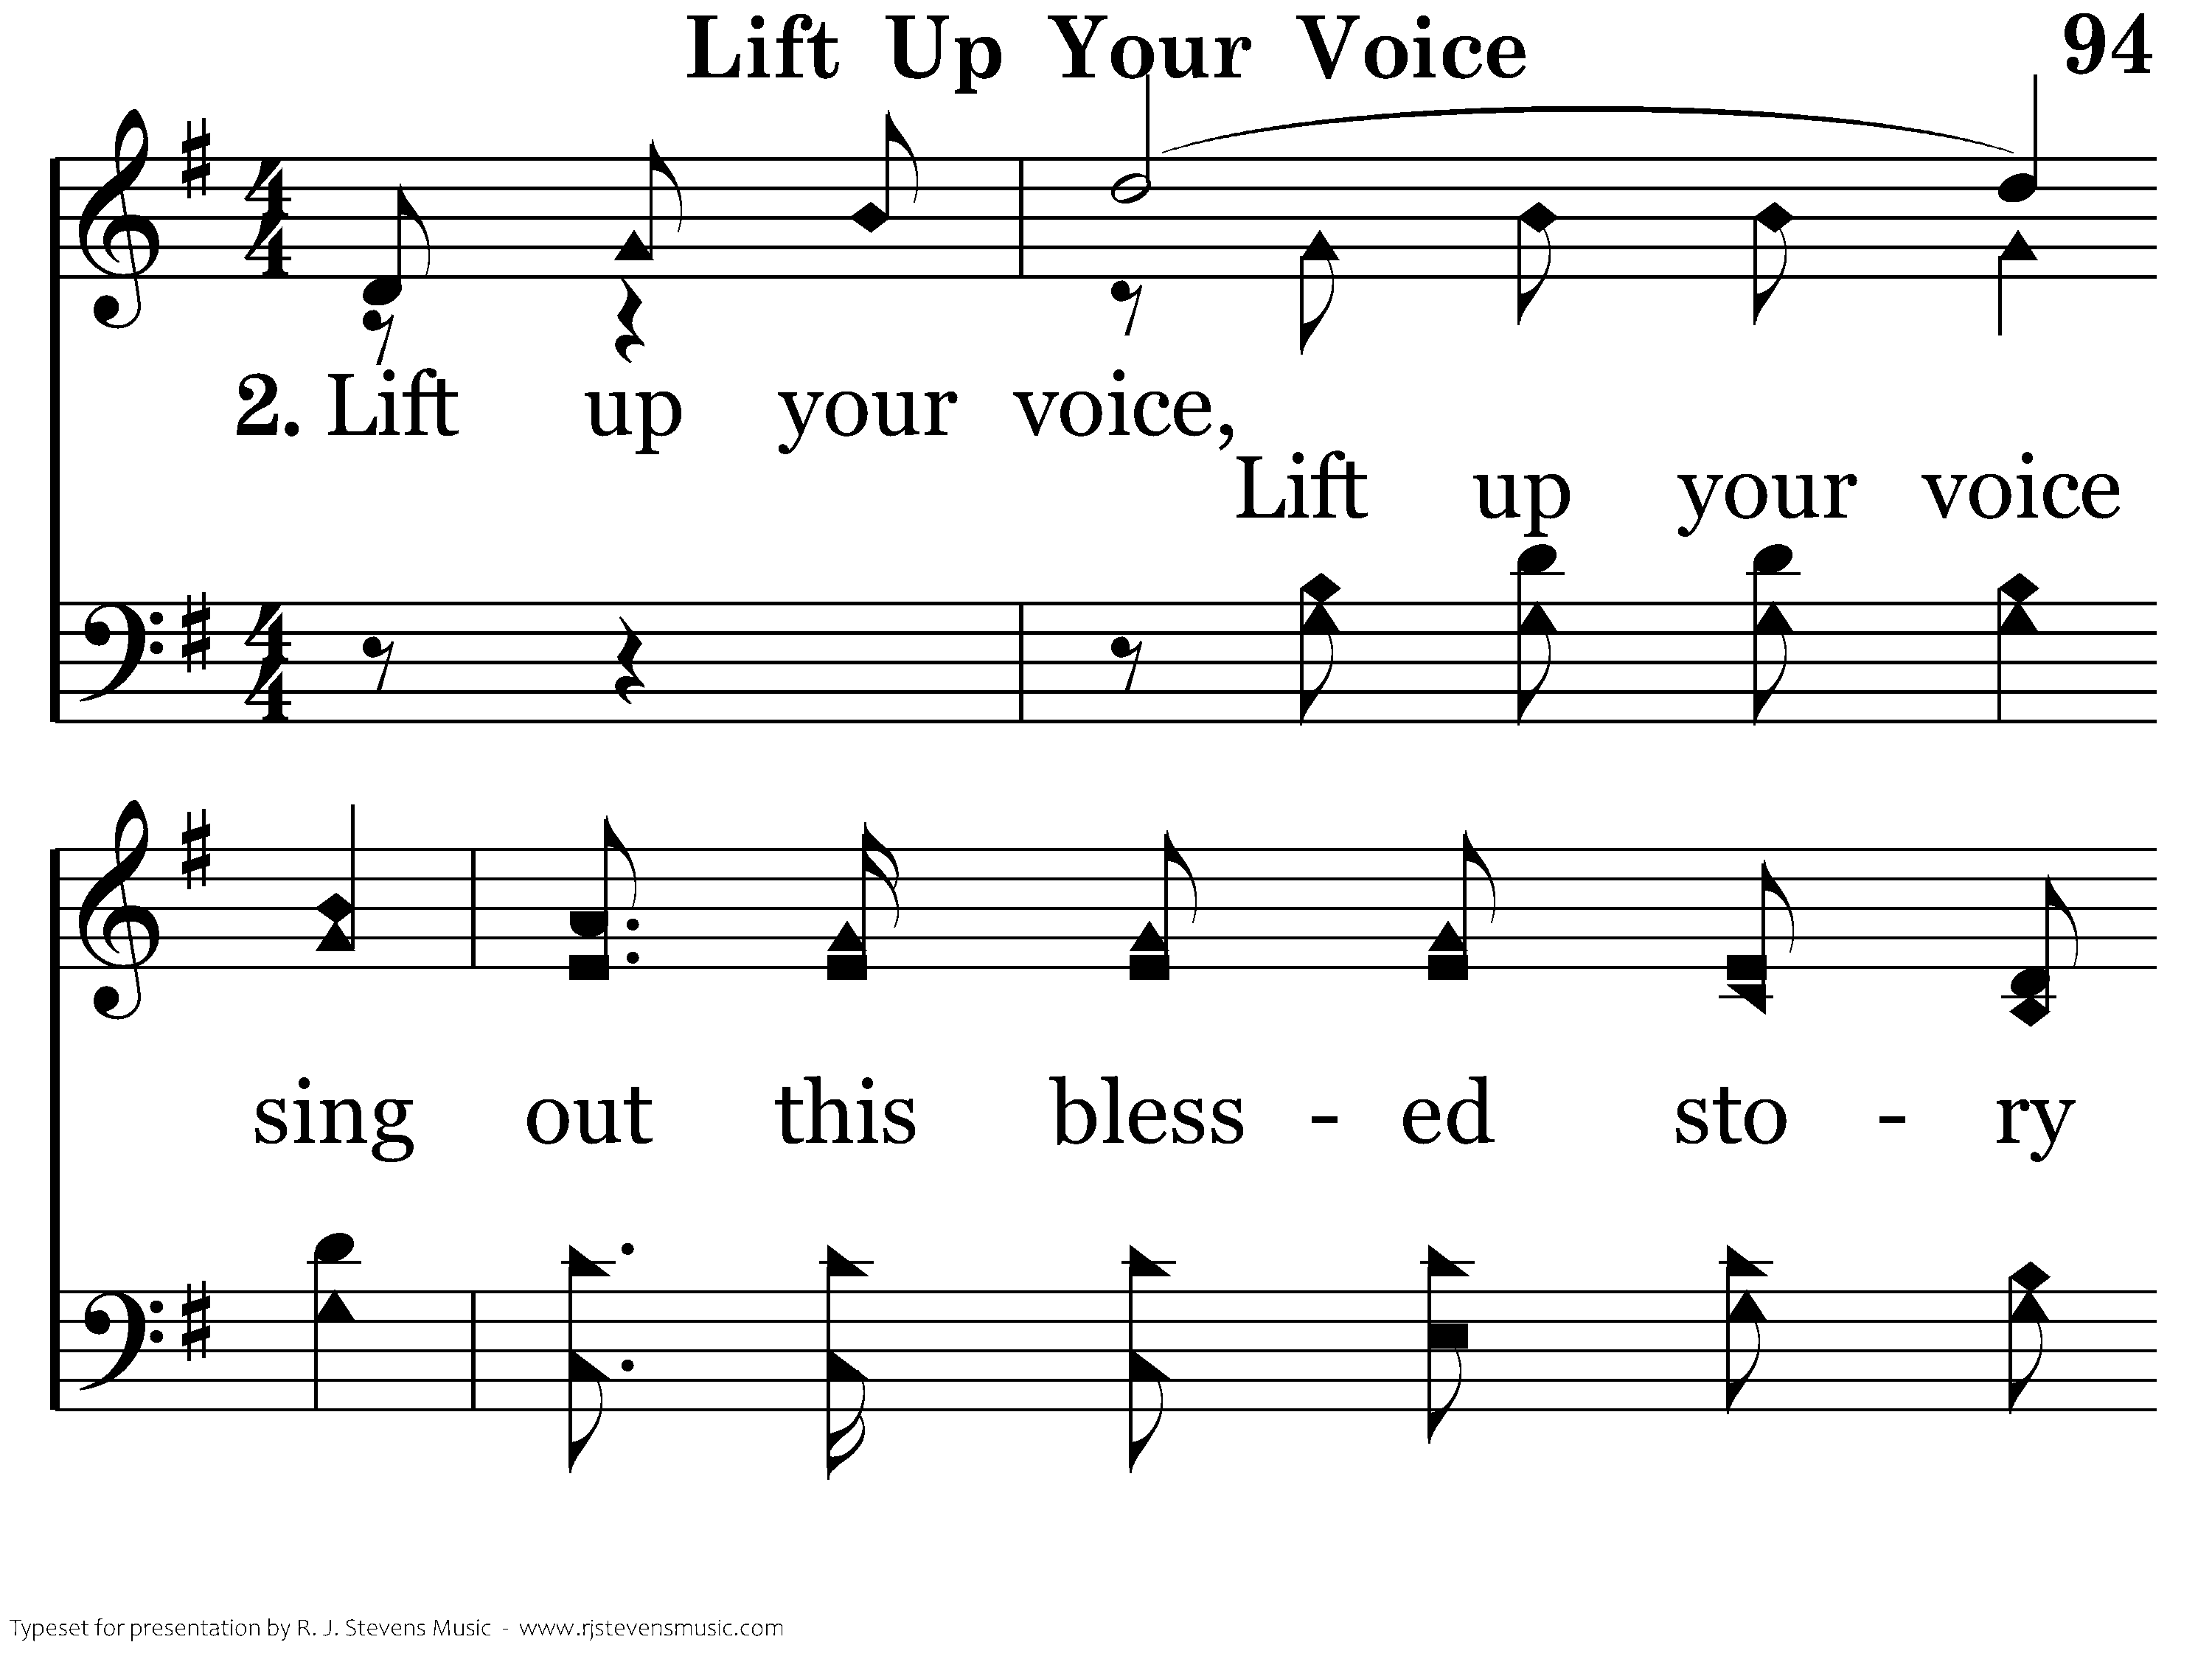 Lift Up Your Voice 94
2. Lift up your voice,
Lift up your voice
sing out this bless - ed sto - ry
Typeset for presentation by R. J. Stevens Music - www.rjstevensmusic.com